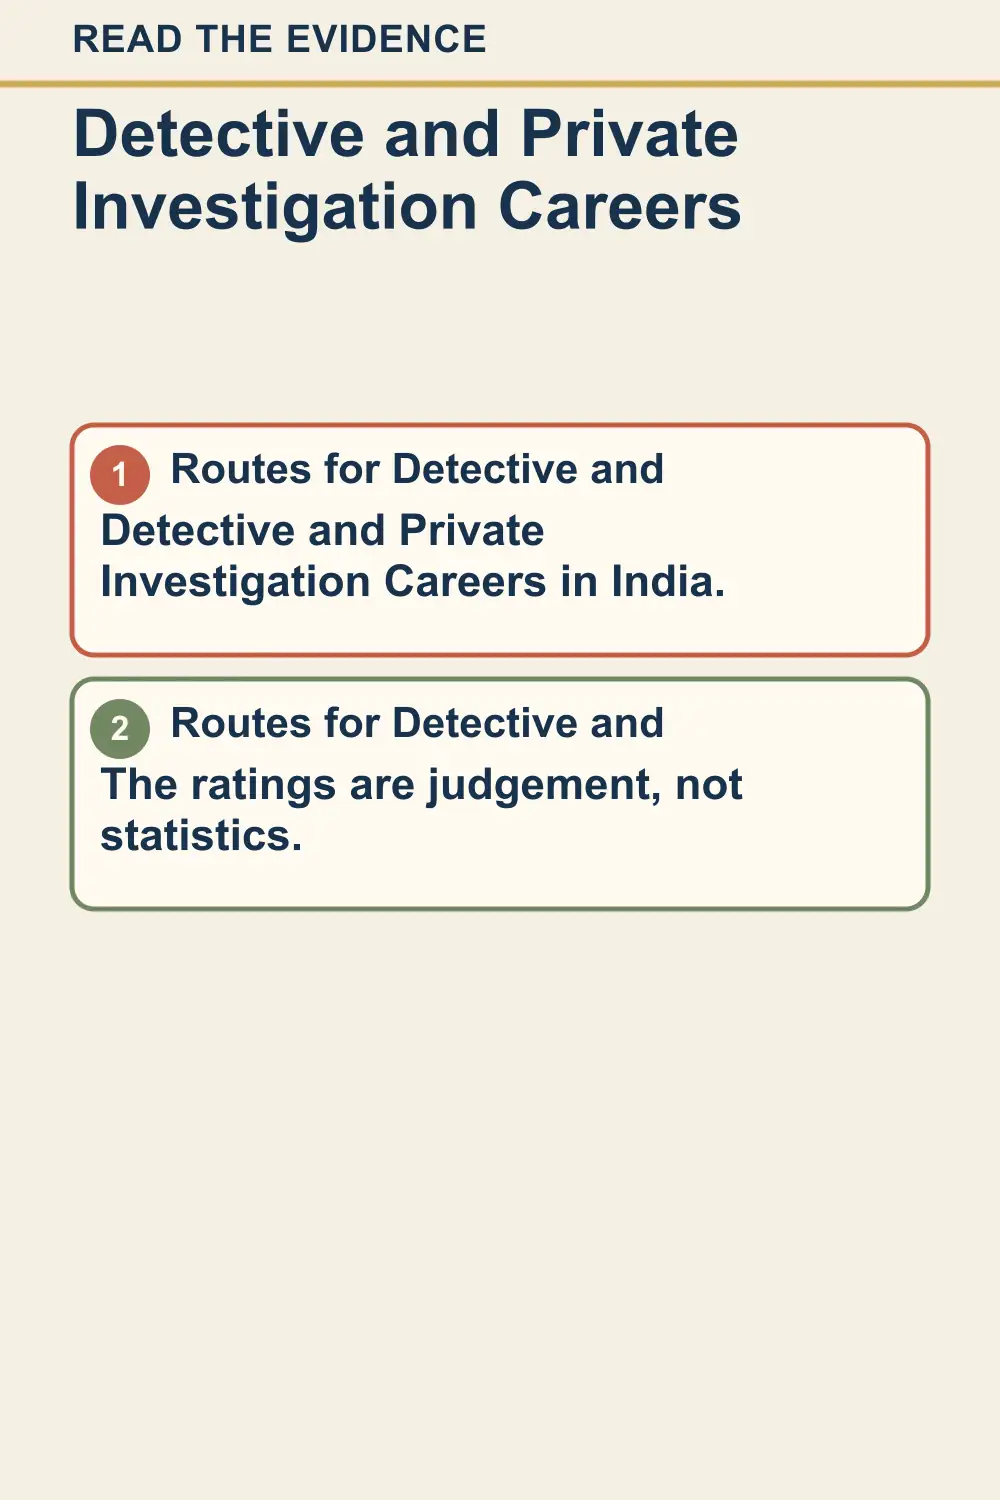 READ THE EVIDENCE
Detective and Private
Investigation Careers
1 Routes for Detective and
Detective and Private
Investigation Careers in India.
2 Routes for Detective and
The ratings are judgement, not
statistics.